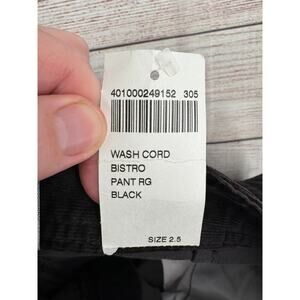 401000249152 305
WASH CORD
BISTRO
PANT RG
BLACK
SIZE 2.5